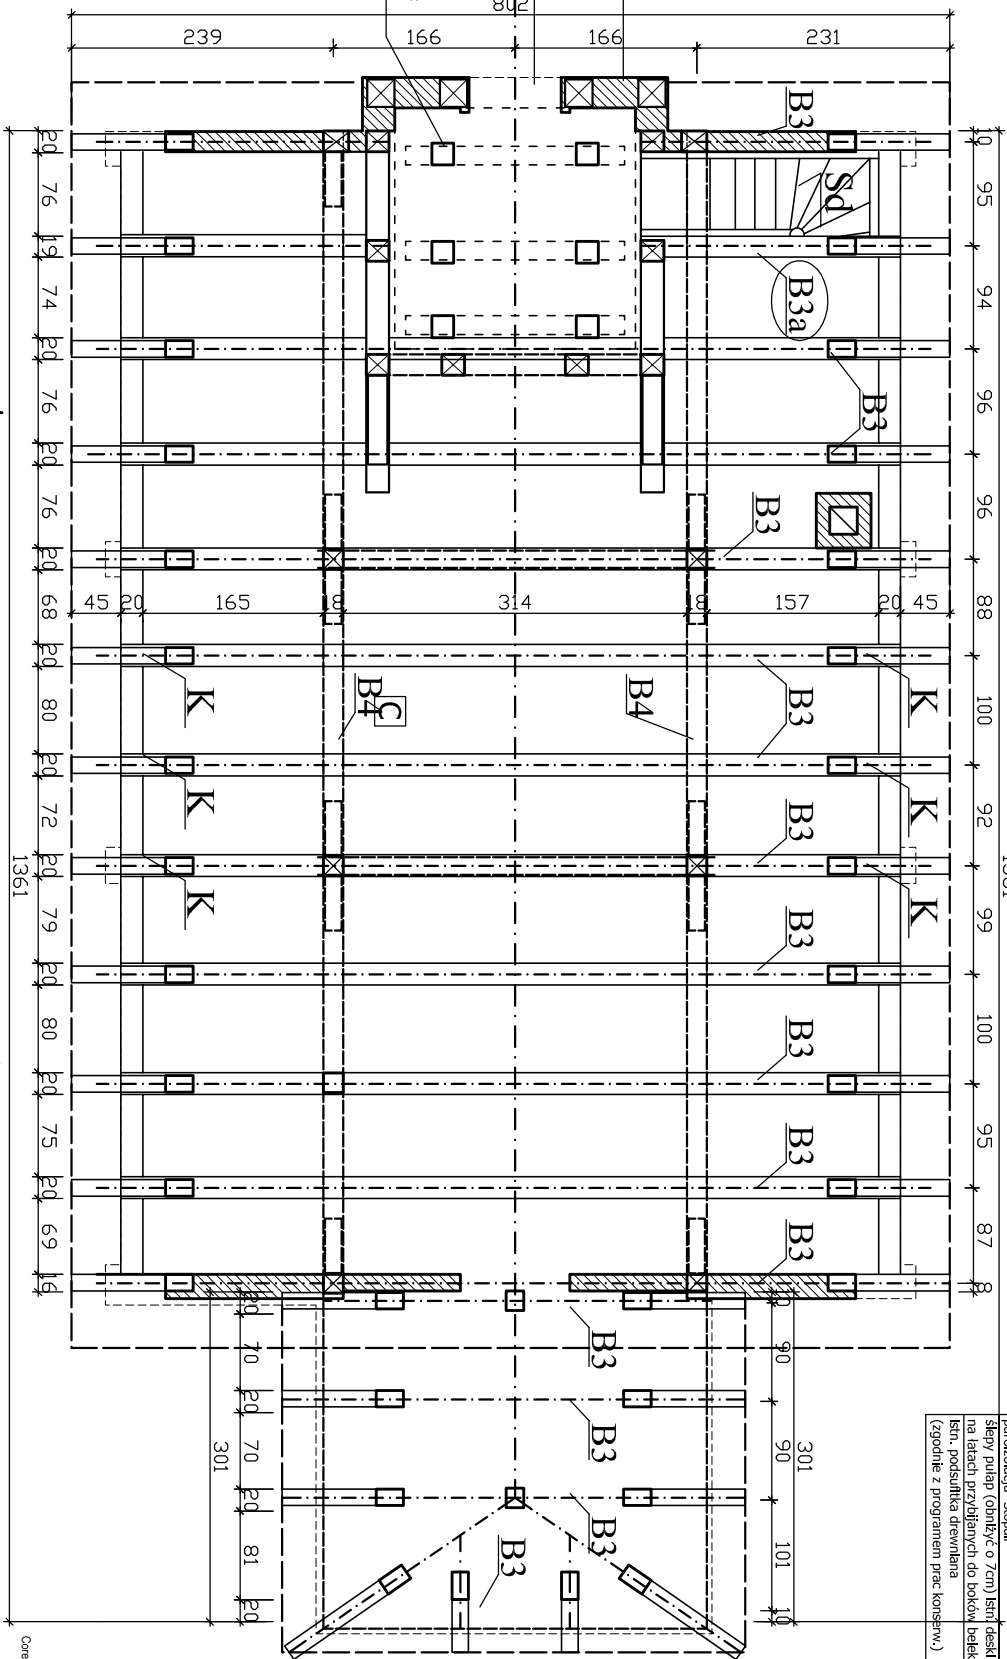 802
239
166
166
231
10
95
94
96
96
88
100
92
99
100
95
87
8
20
76
19
74
20
76
20
76
20
68
20
80
20
72
20
79
20
80
20
75
20
69
16
1361
B3
Sd
B3a
B3
B3
45
20
165
18
314
18
157
20
45
K
K
K
K
K
K
B4
C
B4
B3
B3
B3
B3
B3
B3
B3
B3
B3
B3
20
70
20
70
20
81
20
301
90
90
101
10
301
ślepy pułap (obniżyć o 7cm) istn. deski
na łatach przybijanych do boków belek
istn. podsufitka drewniana
(zgodnie z programem prac konserw.)
Core